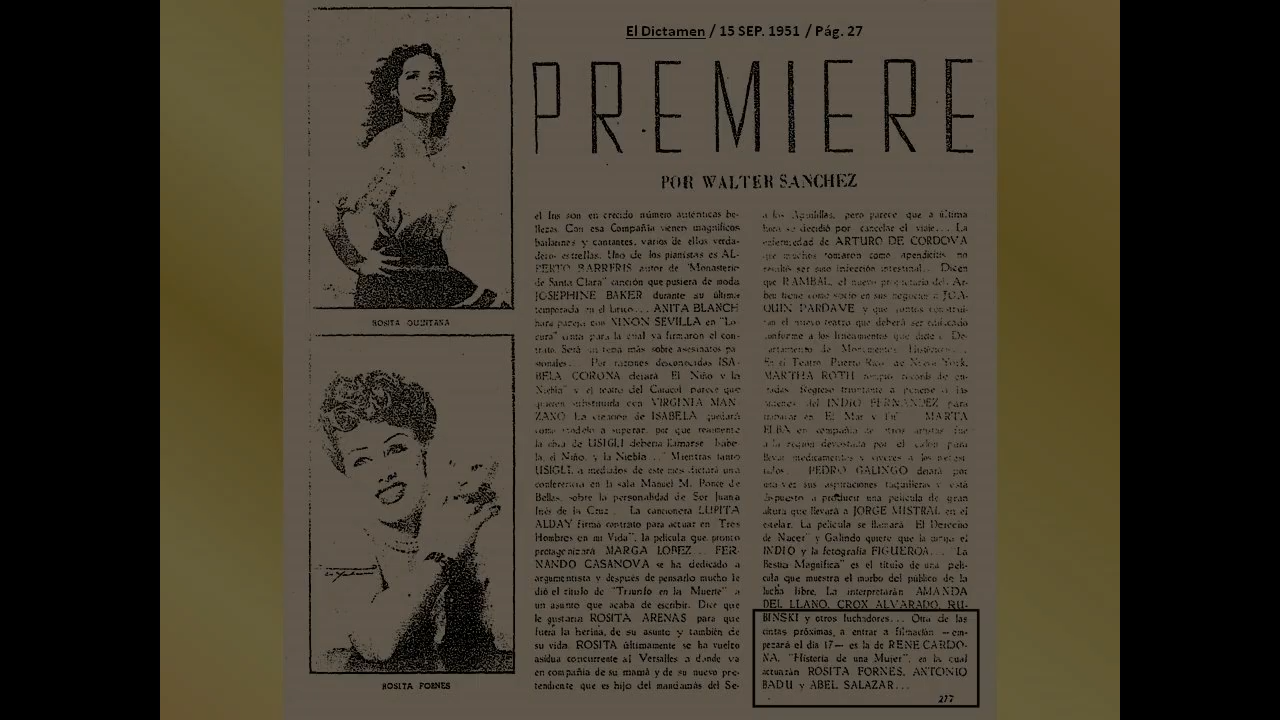 El Dictamen / 15 SEP. 1951 / Pág. 27
PREMIERE
POR WALTER SANCHEZ
ROSITA QUINTANA
ROSITA FORNES
el Iris son en crecido número autenticas be-
llezas Con esa Compañía vienen magníficos
bailarines y cantantes, varios de ellos verda-
deros estrellas. Uno de los pianistas es AL-
BERTO BARRERIS autor de "Monasterio
de Santa Clara" canción que pusiera de moda
JOSEPHINE BAKER durante su última
temporada en el lírico... ANITA BLANCH
hará pareja con NINON SEVILLA en "Lo-
cura" cinta para la cual ya firmaron el con-
trato. Será un tema más sobre asesinatos pa-
sionales... Por razones desconocidas ISA-
BELA CORONA dejará El Niño y la
Niebla" y el teatro del Caracol parece que
quieren substituirla con VIRGINIA MAN-
ZANO La creación de ISABELA quedará
como modelo a superar, por que realmente
la obra de USIGLI debería llamarse Isabe-
la, el Niño, y la Niebla..." Mientras tanto
USIGLI, a mediados de este mes dictará una
conferencia en la sala Manuel M. Ponce de
Bellas, sobre la personalidad de Sor Juana
Inés de la Cruz. La cancionera LUPITA
ALDAY firmó contrato para actuar en Tres
Hombres en mi Vida", la película que pronto
protagonizará MARGA LOPEZ... FER-
NANDO CASANOVA se ha dedicado a
argumentista y después de pensarlo mucho le
dió el título de "Triunfo en la Muerte" a
un asunto que acaba de escribir. Dice que
le gustaría ROSITA ARENAS para que
fuera la heroína, de su asunto y también de
su vida. ROSITA últimamente se ha vuelto
asidua concurrente al Versalles a donde va
en compañía de su mamá y de su nuevo pre-
tendiente que es hijo del mandamás del Se-
a los Aguilillas, pero parece que a última
hora se decidió por cancelar el viaje... La
enfermedad de ARTURO DE CORDOVA
que muchos tomaron como apendicitis no
resultó ser sino infección intestinal... Dicen
que RAMBAL, el nuevo propietaria del Ar-
beu tiene como socio en sus negocios a JOA-
QUIN PARDAVE y que juntos construi-
rán el nuevo teatro que deberá ser edificado
conforme a los lineamientos que dicte el De-
partamento de Monumentos Históricos...
En el Teatro Puerto Rico de Nueva York,
MARTHA ROTH rompió records de en-
tradas. Regresó triunfante a ponerse a las
órdenes del INDIO FERNANDEZ para
trabajar en El Mar y Tú MARTA
ELBA en compañía de otros artistas fue
a la región devastada por el ciclón para
llevar medicamentos y víveres a los
PEDRO GALINDO dejará por
una vez sus aspiraciones taquilleras y está
dispuesto a producir una película de gran
altura que llevará a JORGE MISTRAL en el
estelar. La película se llamará El Derecho
de Nacer" y Galindo quiere que la dirija el
INDIO y la fotografía FIGUEROA... "La
Bestia Magnifica" es el título de una pelí-
cula que muestra el morbo del público de la
lucha libre. La interpretarán AMANDA
DEL LLANO, CROX ALVARADO, RU-
BINSKI y otros luchadores... Otra de las
cintas próximas, a entrar a filmación —em-
pezará el día 17— es la de RENE CARDO-
NA, "Historia de una Mujer", en la cual
actuarán ROSITA FORNES, ANTONIO
BADU y ABEL SALAZAR...
277